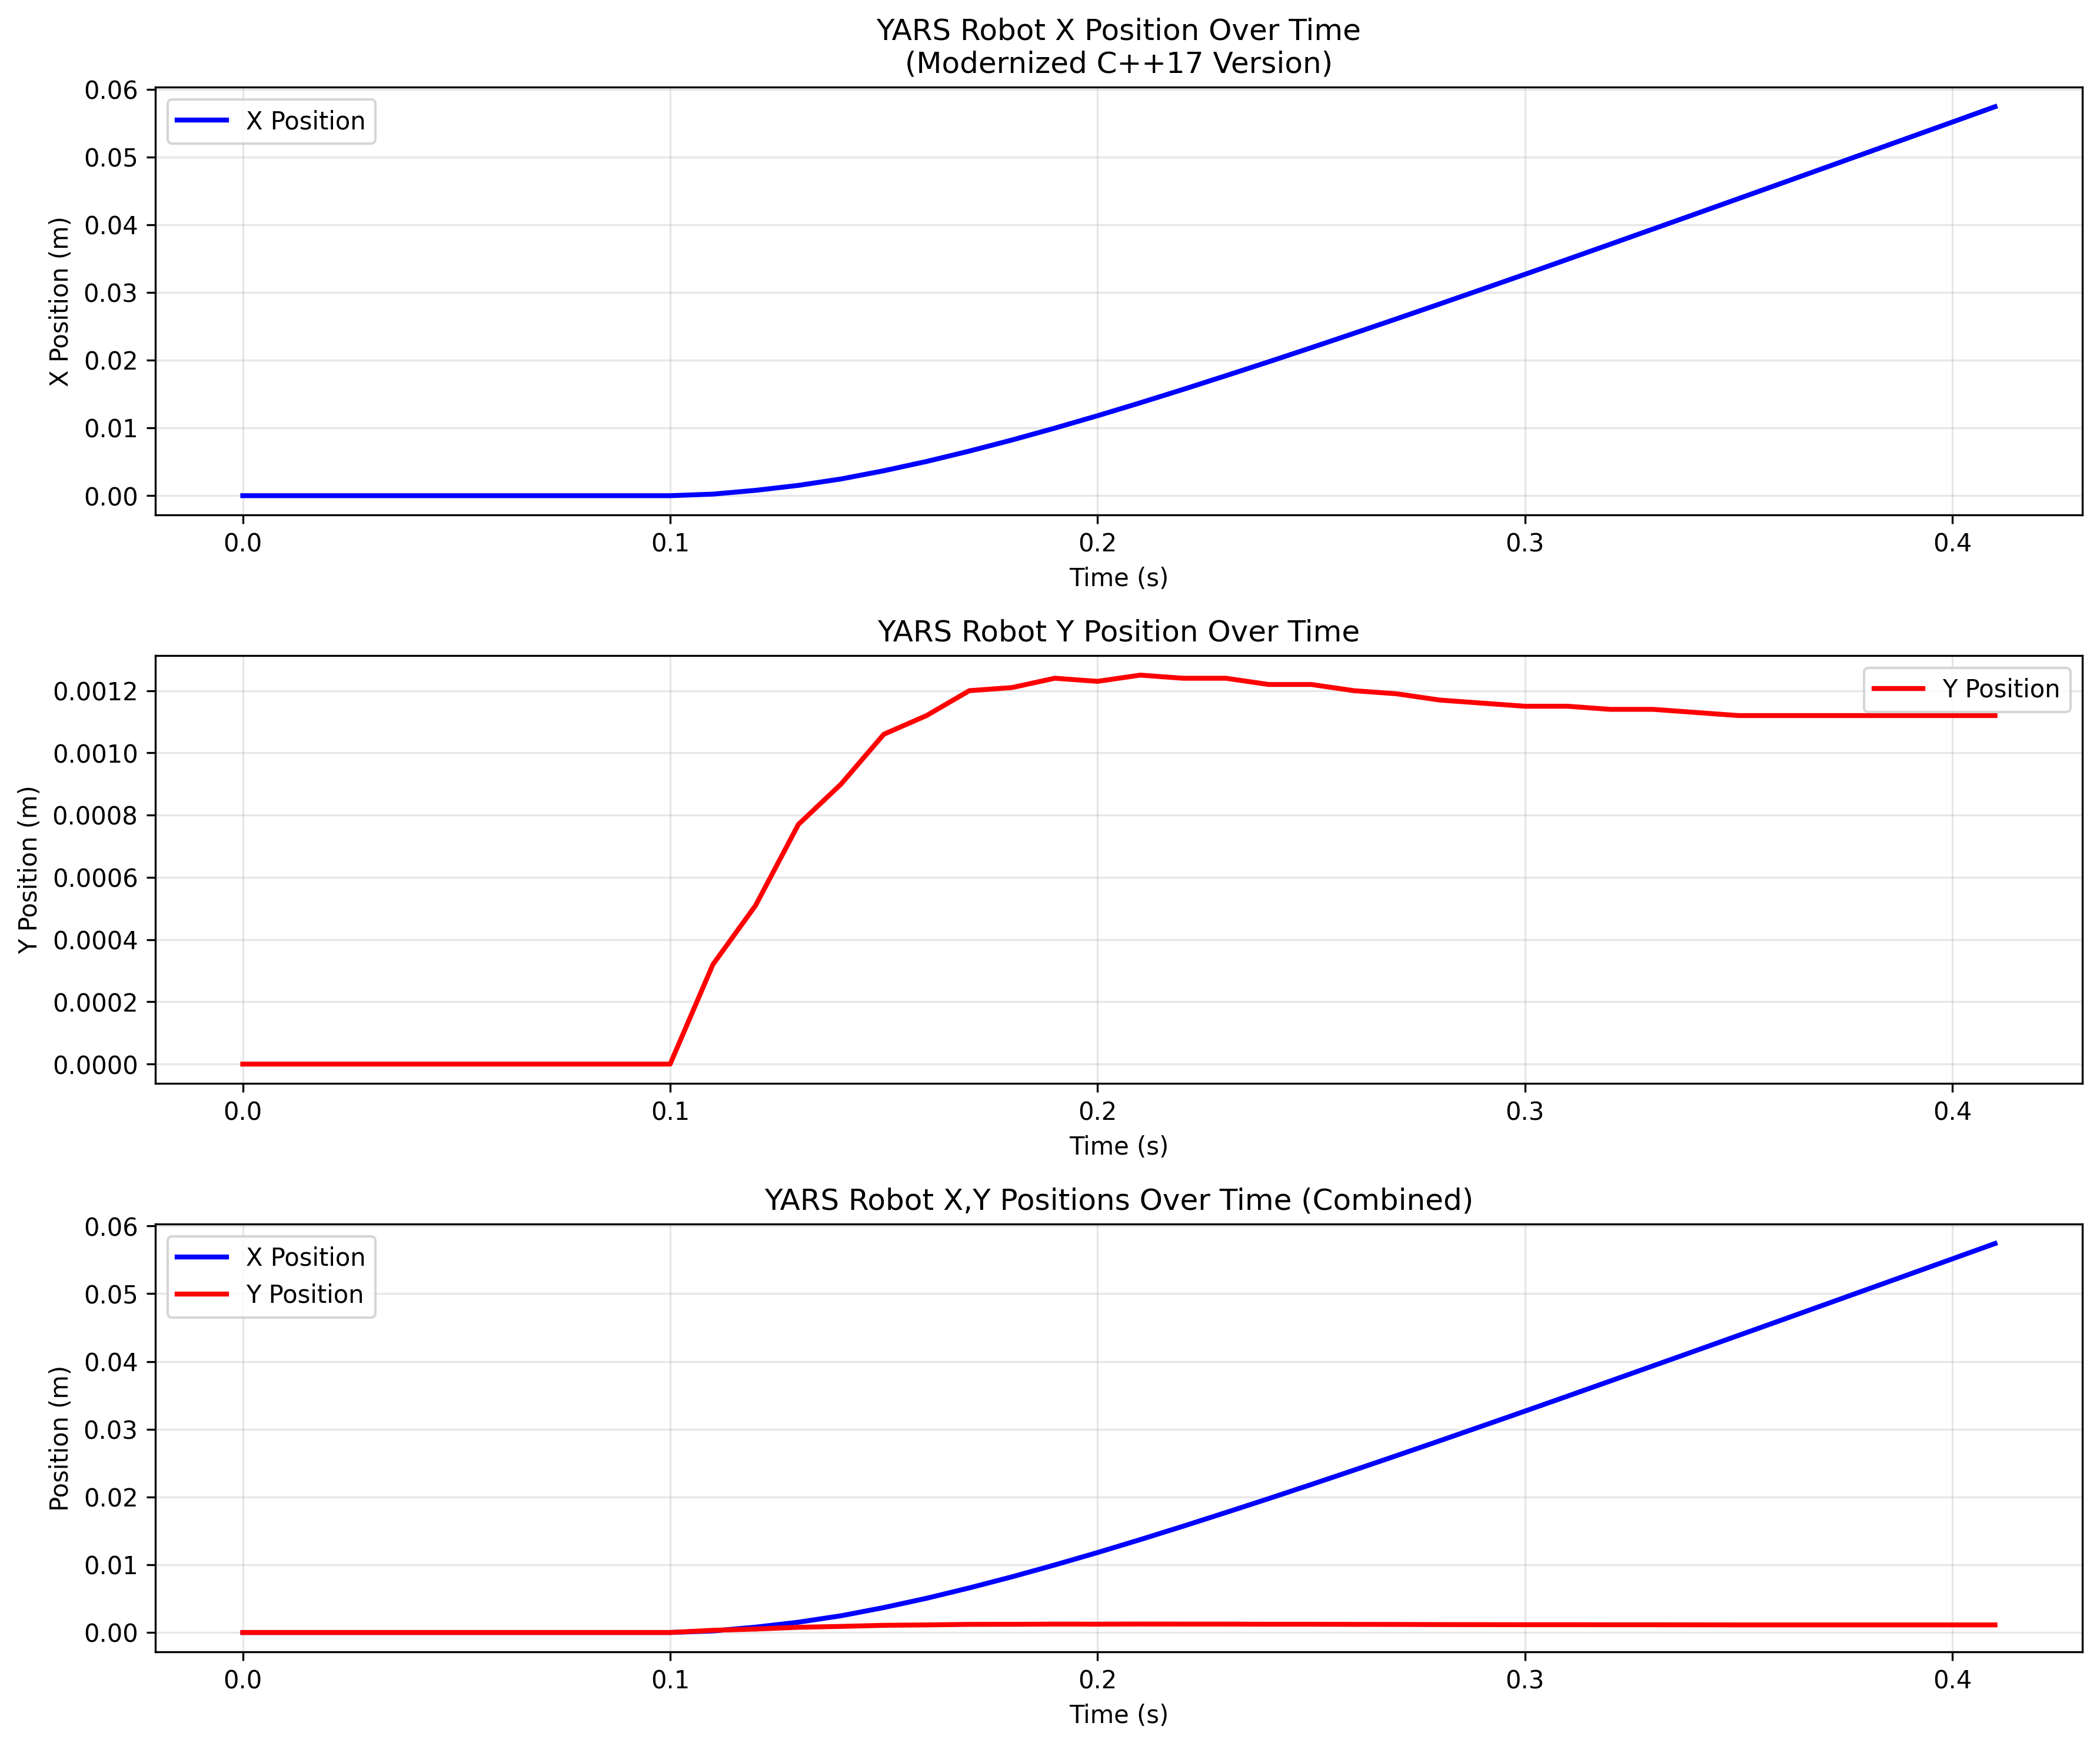 YARS Robot X Position Over Time
(Modernized C++17 Version)
X Position
X Position (m)
0.06
0.05
0.04
0.03
0.02
0.01
0.00
0.0
0.1
0.2
0.3
0.4
Time (s)
YARS Robot Y Position Over Time
Y Position
Y Position (m)
0.0012
0.0010
0.0008
0.0006
0.0004
0.0002
0.0000
0.0
0.1
0.2
0.3
0.4
Time (s)
YARS Robot X,Y Positions Over Time (Combined)
X Position
Y Position
Position (m)
0.06
0.05
0.04
0.03
0.02
0.01
0.00
0.0
0.1
0.2
0.3
0.4
Time (s)